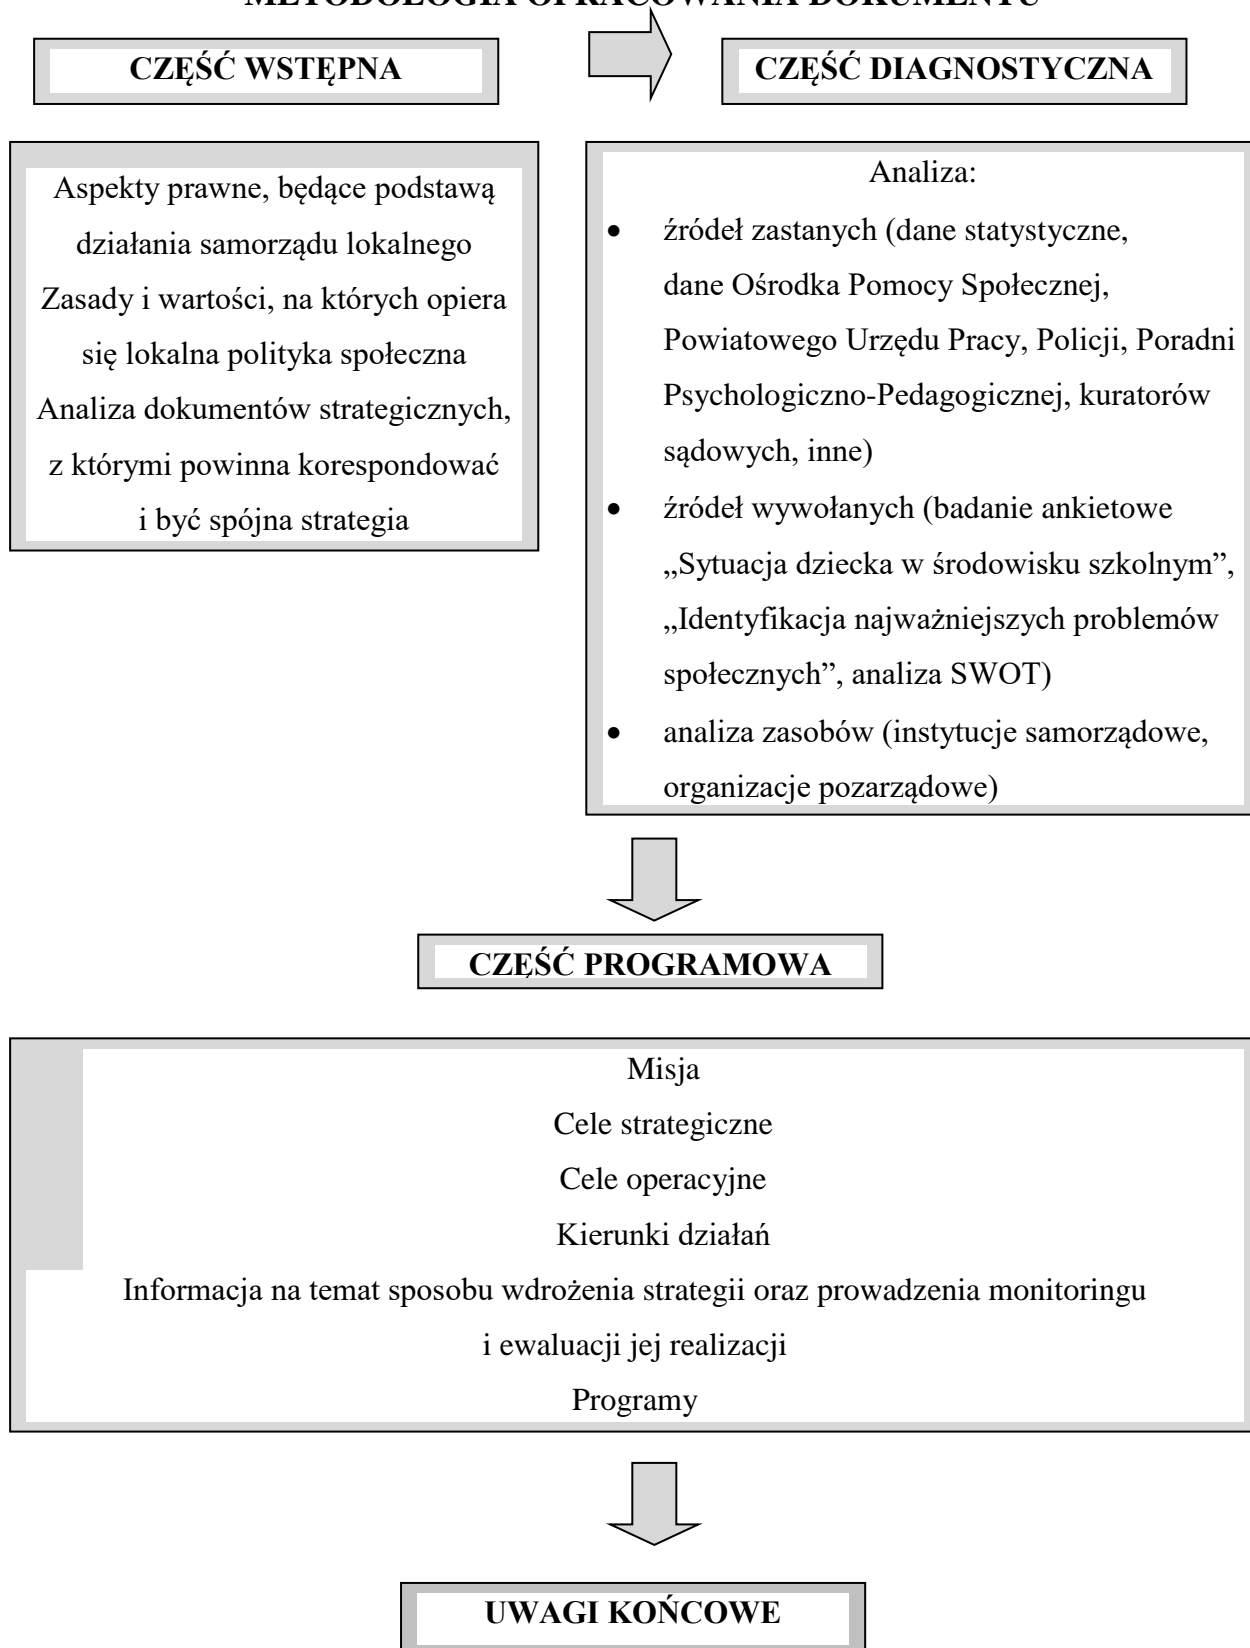 METODOLOGIA OPRACOWANIA DOKUMENTU
CZĘŚĆ WSTĘPNA
CZĘŚĆ DIAGNOSTYCZNA
Aspekty prawne, będące podstawą
działania samorządu lokalnego
Zasady i wartości, na których opiera
się lokalna polityka społeczna
Analiza dokumentów strategicznych,
z którymi powinna korespondować
i być spójna strategia
Analiza:
• źródeł zastanych (dane statystyczne,
dane Ośrodka Pomocy Społecznej,
Powiatowego Urzędu Pracy, Policji, Poradni
Psychologiczno-Pedagogicznej, kuratorów
sądowych, inne)
• źródeł wywołanych (badanie ankietowe
„Sytuacja dziecka w środowisku szkolnym”,
„Identyfikacja najważniejszych problemów
społecznych”, analiza SWOT)
• analiza zasobów (instytucje samorządowe,
organizacje pozarządowe)
CZĘŚĆ PROGRAMOWA
Misja
Cele strategiczne
Cele operacyjne
Kierunki działań
Informacja na temat sposobu wdrożenia strategii oraz prowadzenia monitoringu
i ewaluacji jej realizacji
Programy
UWAGI KOŃCOWE